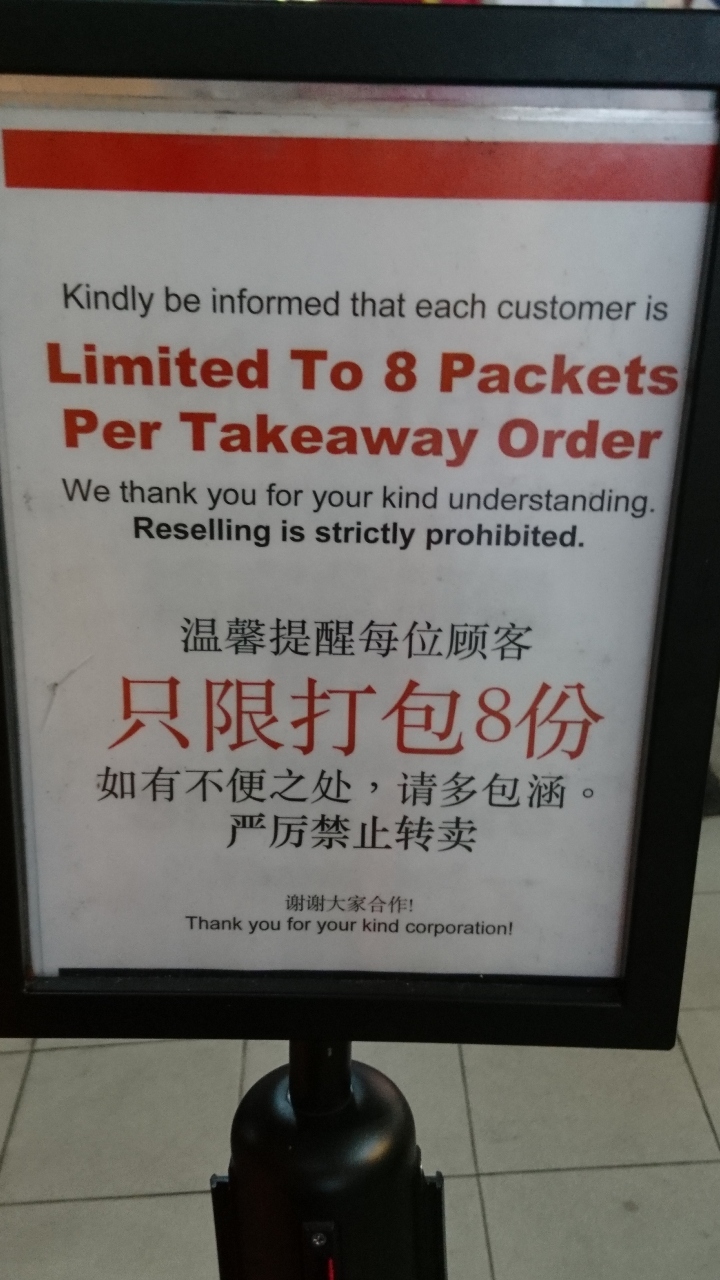 Kindly be informed that each customer is
Limited To 8 Packets
Per Takeaway Order
We thank you for your kind understanding.
Reselling is strictly prohibited.
温馨提醒每位顾客
只限打包8份
如有不便之处，请多包涵。
严厉禁止转卖
谢谢大家合作!
Thank you for your kind corporation!